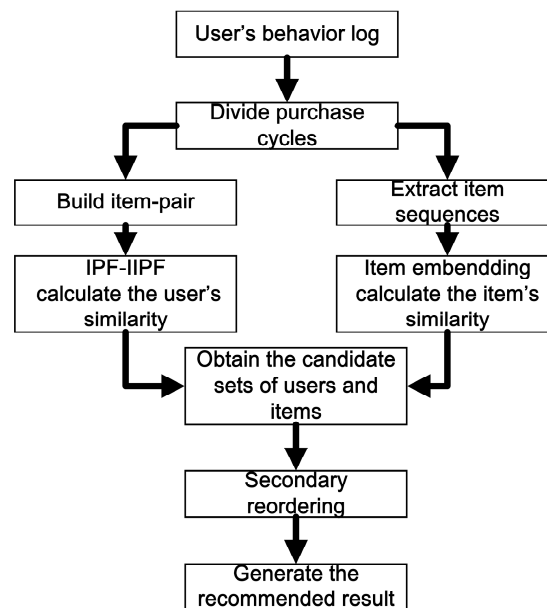 User's behavior log
Divide purchase
cycles
Build item-pair
Extract item
sequences
IPF-IIPF
calculate the user's
similarity
Item embendding
calculate the item's
similarity
Obtain the candidate
sets of users and
items
Secondary
reordering
Generate the
recommended result